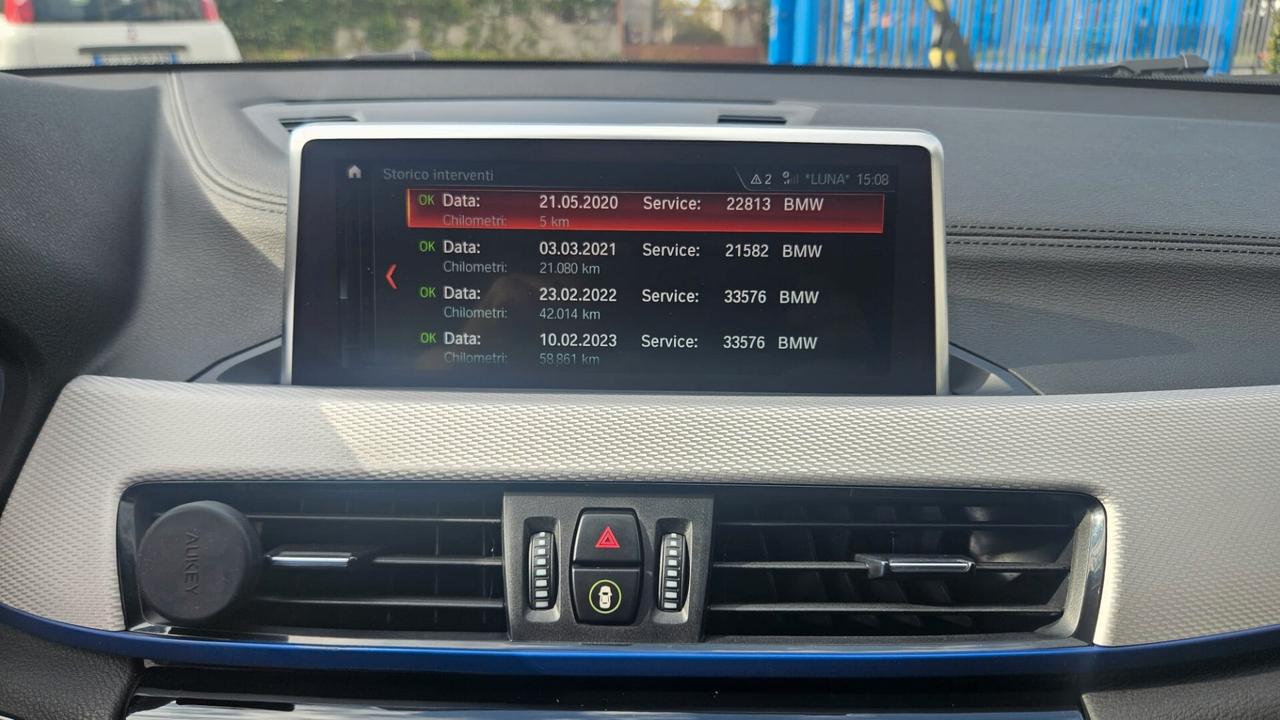 Storico interventi
2 *LUNA* 15:08
OK Data: 21.05.2020 Service: 22813 BMW
Chilometri: 5 km
OK Data: 03.03.2021 Service: 21582 BMW
Chilometri: 21.080 km
OK Data: 23.02.2022 Service: 33576 BMW
Chilometri: 42.014 km
OK Data: 10.02.2023 Service: 33576 BMW
Chilometri: 58.861 km
AUKEY